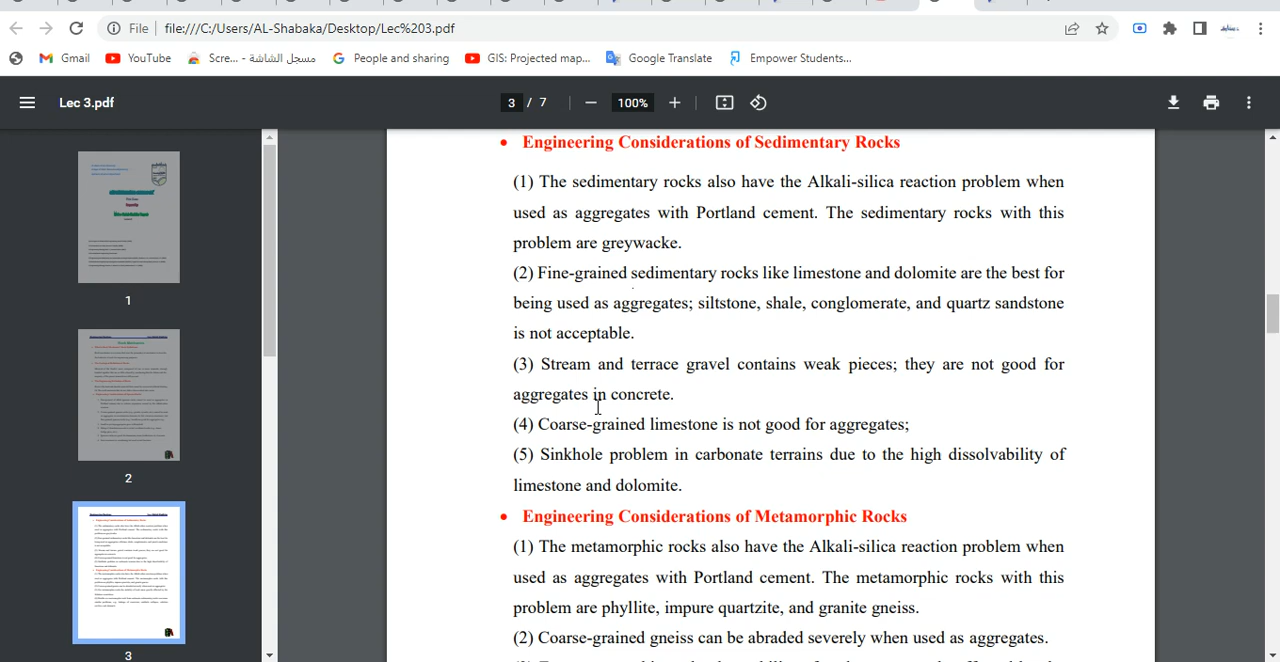 File
file:///C:/Users/AL-Shabaka/Desktop/Lec%203.pdf
Gmail
YouTube
Scre... - مسجل الشاشة
People and sharing
GIS: Projected map...
Google Translate
Empower Students...
Lec 3.pdf
3 / 7
100%
• Engineering Considerations of Sedimentary Rocks
(1) The sedimentary rocks also have the Alkali-silica reaction problem when
used as aggregates with Portland cement. The sedimentary rocks with this
problem are greywacke.
(2) Fine-grained sedimentary rocks like limestone and dolomite are the best for
being used as aggregates; siltstone, shale, conglomerate, and quartz sandstone
is not acceptable.
(3) Stream and terrace gravel contains weak pieces; they are not good for
aggregates in concrete.
(4) Coarse-grained limestone is not good for aggregates;
(5) Sinkhole problem in carbonate terrains due to the high dissolvability of
limestone and dolomite.
• Engineering Considerations of Metamorphic Rocks
(1) The metamorphic rocks also have the Alkali-silica reaction problem when
used as aggregates with Portland cement. The metamorphic rocks with this
problem are phyllite, impure quartzite, and granite gneiss.
(2) Coarse-grained gneiss can be abraded severely when used as aggregates.
1
2
3